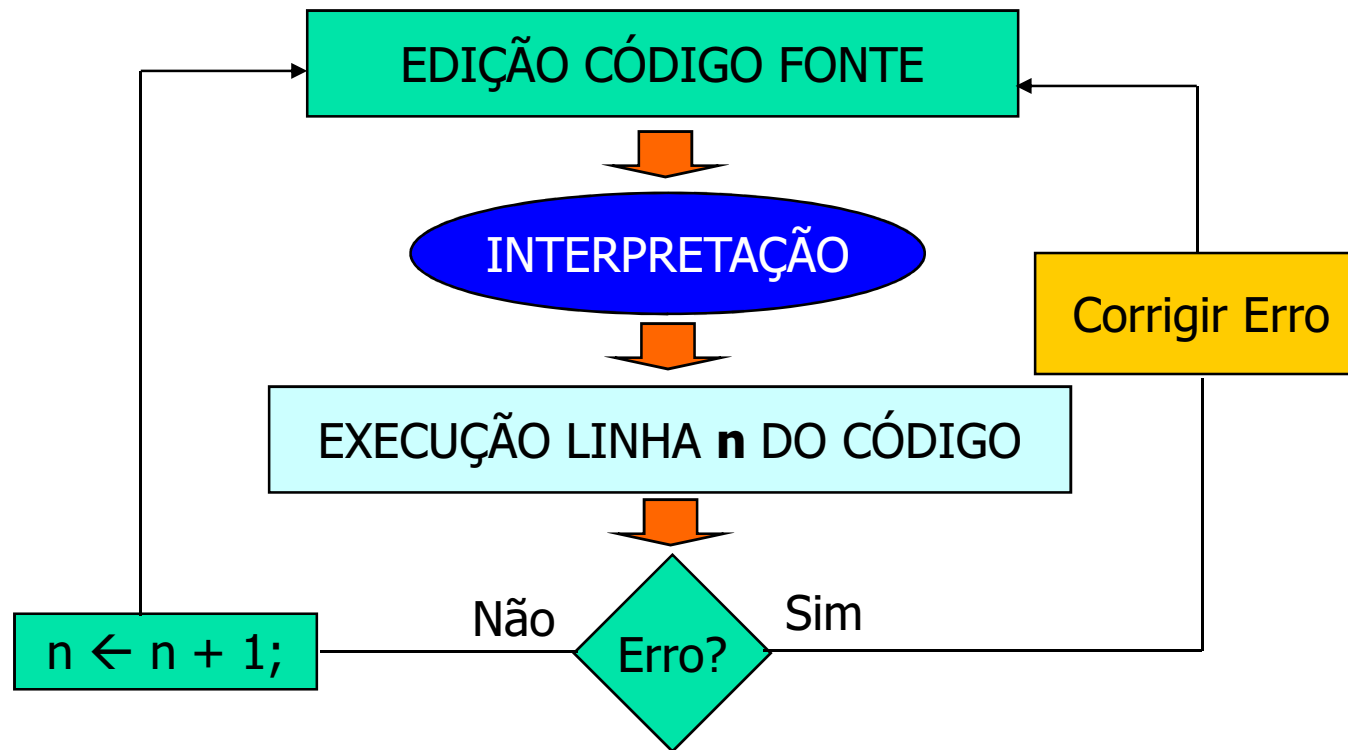 EDIÇÃO CÓDIGO FONTE
INTERPRETAÇÃO
Corrigir Erro
EXECUÇÃO LINHA n DO CÓDIGO
Não
Sim
Erro?
n ← n + 1;